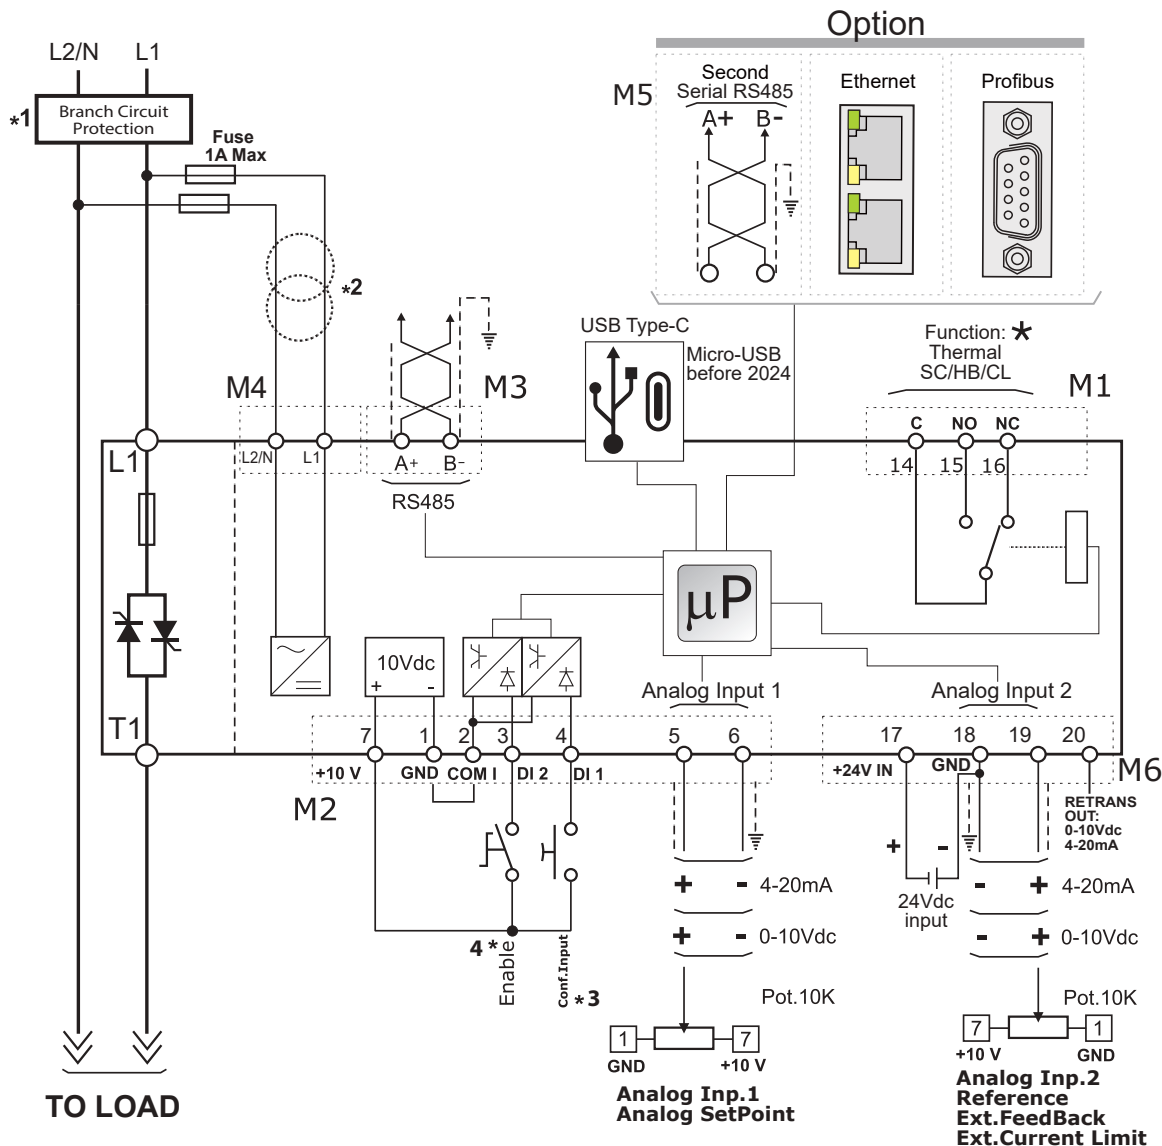 Option
L2/N
L1
*1
Branch Circuit
Protection
Fuse
1A Max
*2
M5
Second
Serial RS485
A+
B-
Ethernet
Profibus
USB Type-C
Micro-USB
before 2024
Function: *
Thermal
SC/HB/CL
M4
M3
M1
C
NO
NC
14
15
16
L1
L2/N
L1
A+
B-
RS485
µP
10Vdc
+
-
Analog Input 1
Analog Input 2
T1
7
1
2
3
4
5
6
17
18
19
20
+10 V
GND
COM I
DI 2
DI 1
+24V IN
GND
M6
M2
RETRANS
OUT:
0-10Vdc
4-20mA
+
-
24Vdc
input
+
-
4-20mA
-
+
4-20mA
+
-
0-10Vdc
-
+
0-10Vdc
4*
Enable
Conf.Input
*3
Pot.10K
Pot.10K
1
7
GND
+10 V
7
1
+10 V
GND
Analog Inp.1
Analog SetPoint
Analog Inp.2
Reference
Ext.FeedBack
Ext.Current Limit
TO LOAD